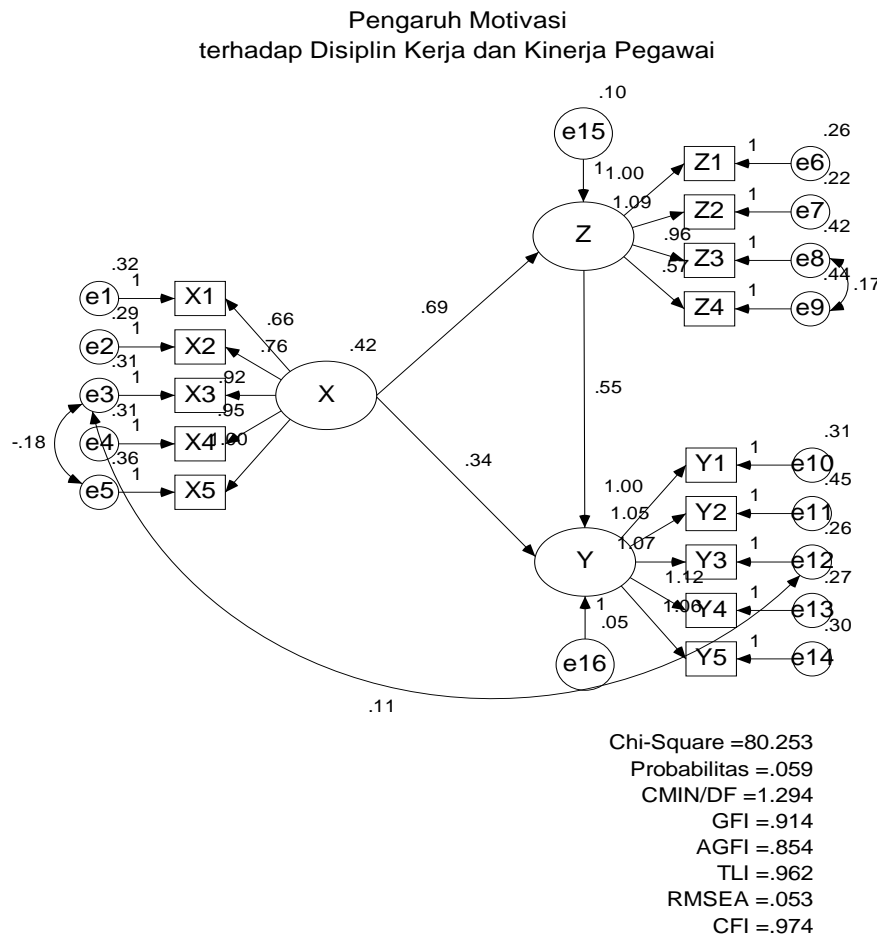 Pengaruh Motivasi
terhadap Disiplin Kerja dan Kinerja Pegawai
.10
e15
1
1.00
Z1
1
e6
.26
Z
1.09
Z2
1
e7
.22
.96
Z3
1
e8
.42
.57
Z4
1
e9
.44
.17
.32
e1
1
X1
.66
.69
.29
e2
1
X2
.76
.42
.31
e3
1
X3
.92
X
.55
.31
e4
1
X4
.95
-.18
.36
e5
1
X5
1.00
.34
1.00
Y1
1
e10
.31
1.05
Y2
1
e11
.45
Y
1.07
Y3
1
e12
.26
1.12
Y4
1
e13
.27
1.06
Y5
1
e14
.30
1
.05
e16
.11
Chi-Square =80.253
Probabilitas =.059
CMIN/DF =1.294
GFI =.914
AGFI =.854
TLI =.962
RMSEA =.053
CFI =.974